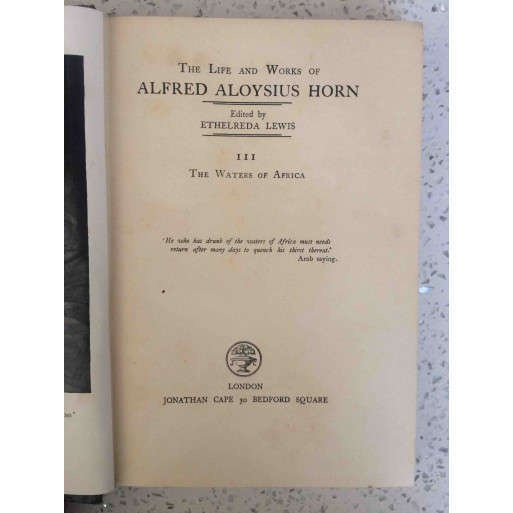 THE LIFE AND WORKS OF
ALFRED ALOYSIUS HORN
Edited by
ETHELREDA LEWIS
III
THE WATERS OF AFRICA
'He who has drunk of the waters of Africa must needs
return after many days to quench his thirst thereat.'
Arab saying.
LONDON
JONATHAN CAPE 30 BEDFORD SQUARE